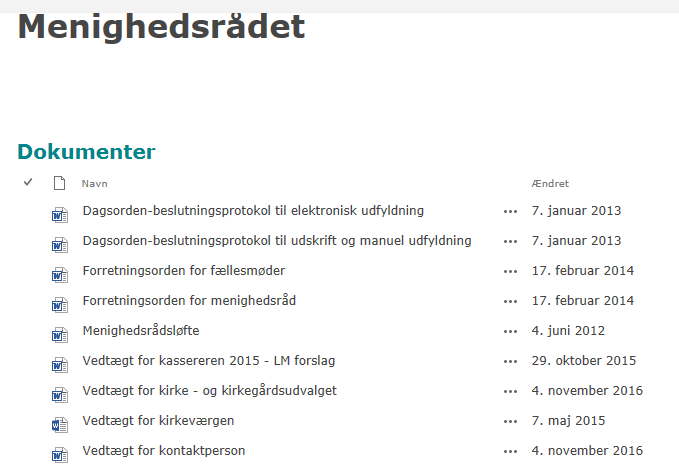 Menighedsrådet
Dokumenter
Navn Ændret
Dagsorden-beslutningsprotokol til elektronisk udfyldning ... 7. januar 2013
Dagsorden-beslutningsprotokol til udskrift og manuel udfyldning ... 7. januar 2013
Forretningsorden for fællesmøder ... 17. februar 2014
Forretningsorden for menighedsråd ... 17. februar 2014
Menighedsrådsløfte ... 4. juni 2012
Vedtægt for kassereren 2015 - LM forslag ... 29. oktober 2015
Vedtægt for kirke - og kirkegårdsudvalget ... 4. november 2016
Vedtægt for kirkeværgen ... 7. maj 2015
Vedtægt for kontaktperson ... 4. november 2016